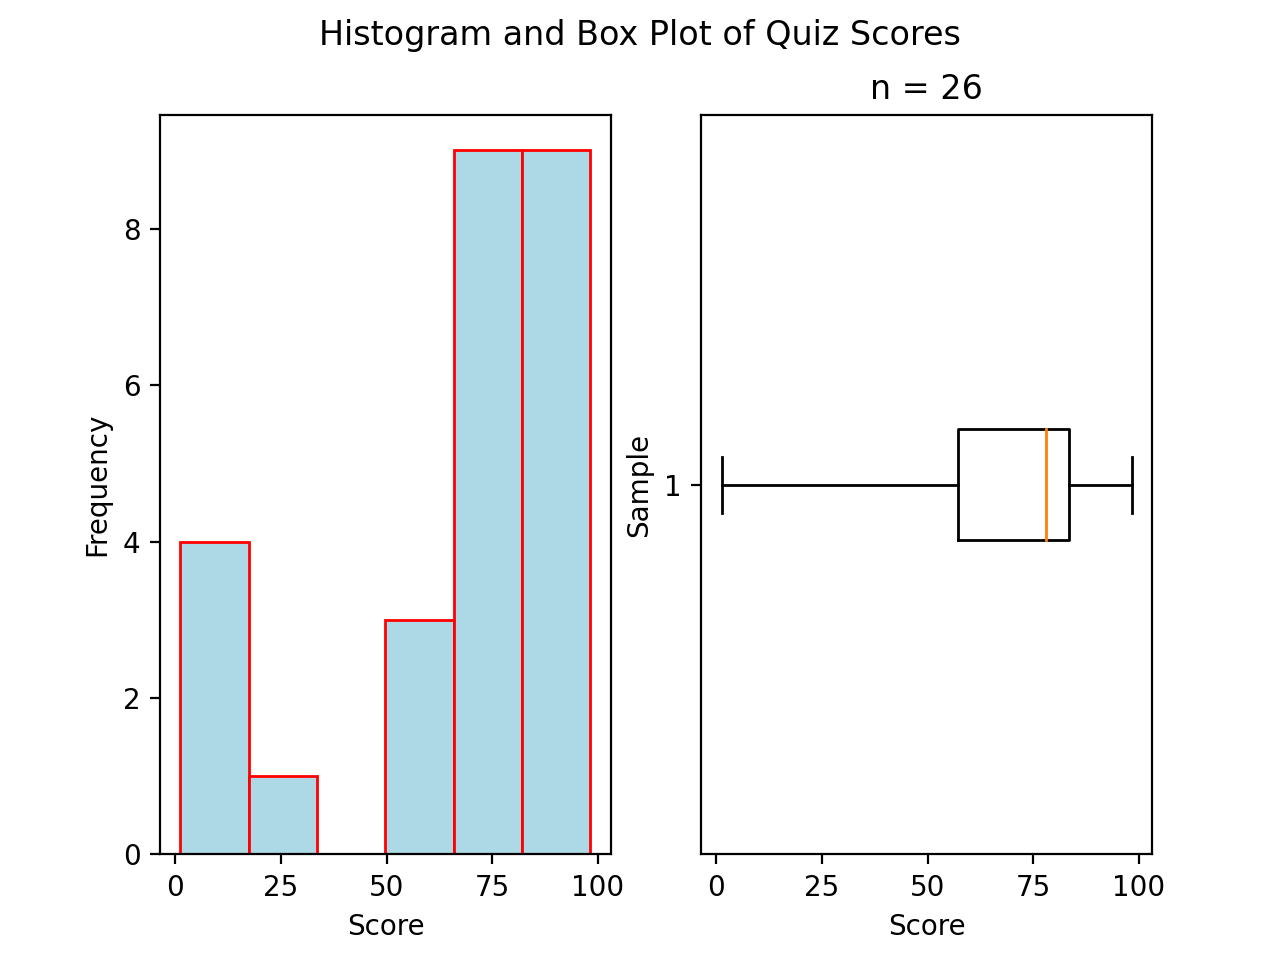 Histogram and Box Plot of Quiz Scores
8
6
4
2
0
Frequency
0 25 50 75 100
Score
n = 26
Sample
1
0 25 50 75 100
Score